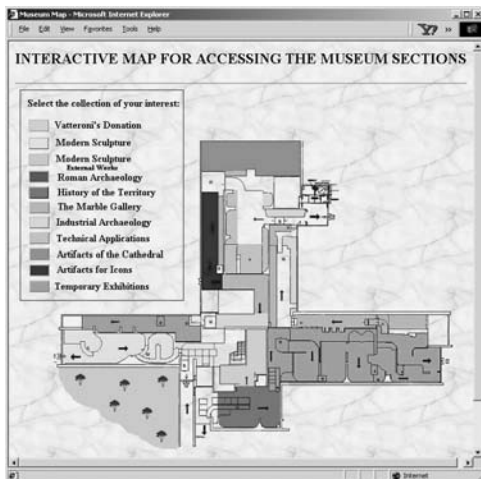 Museum Map - Microsoft Internet Explorer
File Edit View Favorites Tools Help
INTERACTIVE MAP FOR ACCESSING THE MUSEUM SECTIONS
Select the collection of your interest:
Vatteroni's Donation
Modern Sculpture
Modern Sculpture
External Works
Roman Archaeology
History of the Territory
The Marble Gallery
Industrial Archaeology
Technical Applications
Artifacts of the Cathedral
Artifacts for Icons
Temporary Exhibitions
Internet